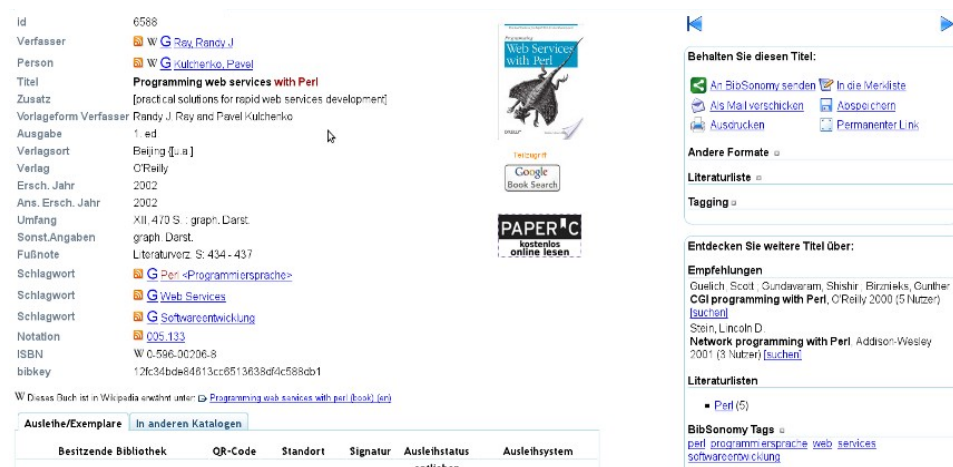 id 6588
Verfasser W G Ray, Randy J
Person W G Kulchenko, Pavel
Titel Programming web services with Perl
Zusatz [practical solutions for rapid web services development]
Vorlageform Verfasser Randy J. Ray and Pavel Kulchenko
Ausgabe 1. ed
Verlagsort Beijing [[u.a.]
Verlag O'Reilly
Ersch. Jahr 2002
Ans. Ersch. Jahr 2002
Umfang XII, 470 S. : graph. Darst.
Sonst.Angaben graph. Darst.
Fußnote Literaturverz. S. 434 - 437
Schlagwort G Perl <Programmiersprache>
Schlagwort G Web Services
Schlagwort G Softwareentwicklung
Notation 005.133
ISBN W 0-596-00206-8
bibkey 12fc34bde84613cc6513638df4c588db1
W Dieses Buch ist in Wikipedia erwähnt unter: Programming web services with perl (book) (en)
Ausleihe/Exemplare In anderen Katalogen
Besitzende Bibliothek QR-Code Standort Signatur Ausleihstatus Ausleihsystem
Programming
Web Services
with Perl
O'REILLY
Teilzugriff
Google
Book Search
PAPER C
kostenlos
online lesen
Behalten Sie diesen Titel:
An BibSonomy senden In die Merkliste
Als Mail verschicken Abspeichern
Ausdrucken Permanenter Link
Andere Formate
Literaturliste
Tagging
Entdecken Sie weitere Titel über:
Empfehlungen
Guelich, Scott ; Gundavaram, Shishir ; Birznieks, Gunther
CGI programming with Perl, O'Reilly 2000 (5 Nutzer)
[suchen]
Stein, Lincoln D.
Network programming with Perl. Addison-Wesley
2001 (3 Nutzer) [suchen]
Literaturlisten
Perl (5)
BibSonomy Tags
perl programmiersprache web services
softwareentwicklung